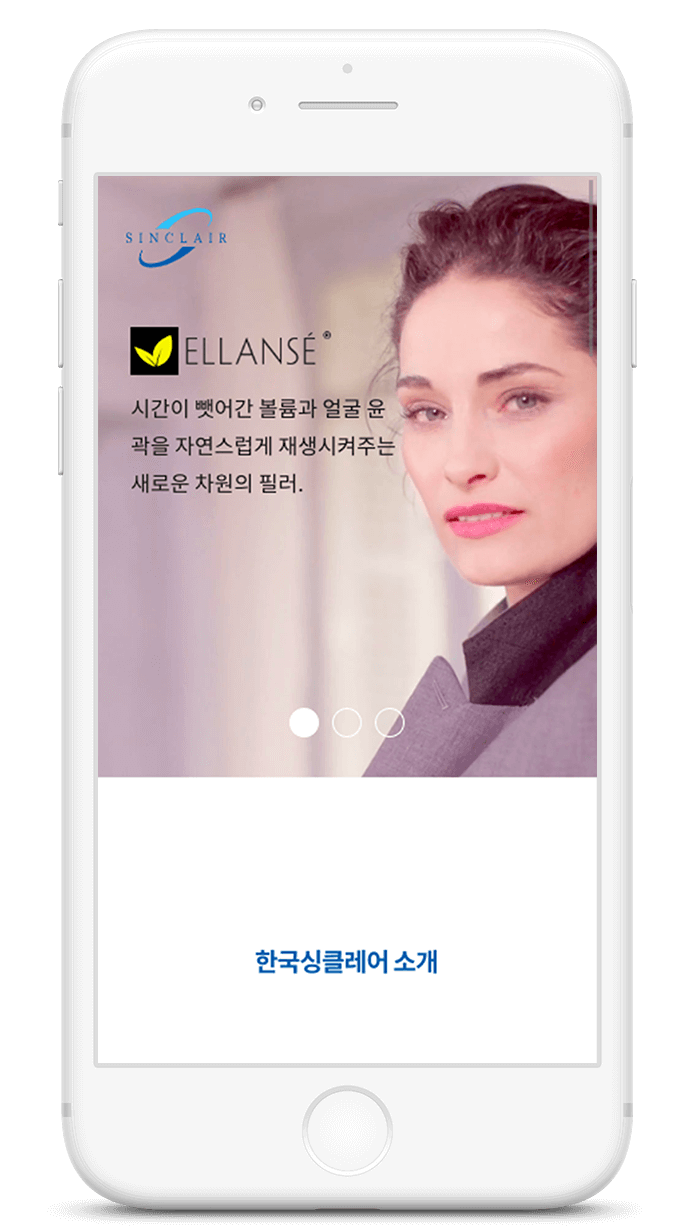 SINCLAIR
ELLANSÉ®
시간이 뺏어간 볼륨과 얼굴 윤
곽을 자연스럽게 재생시켜주는
새로운 차원의 필러.
한국싱클레어 소개